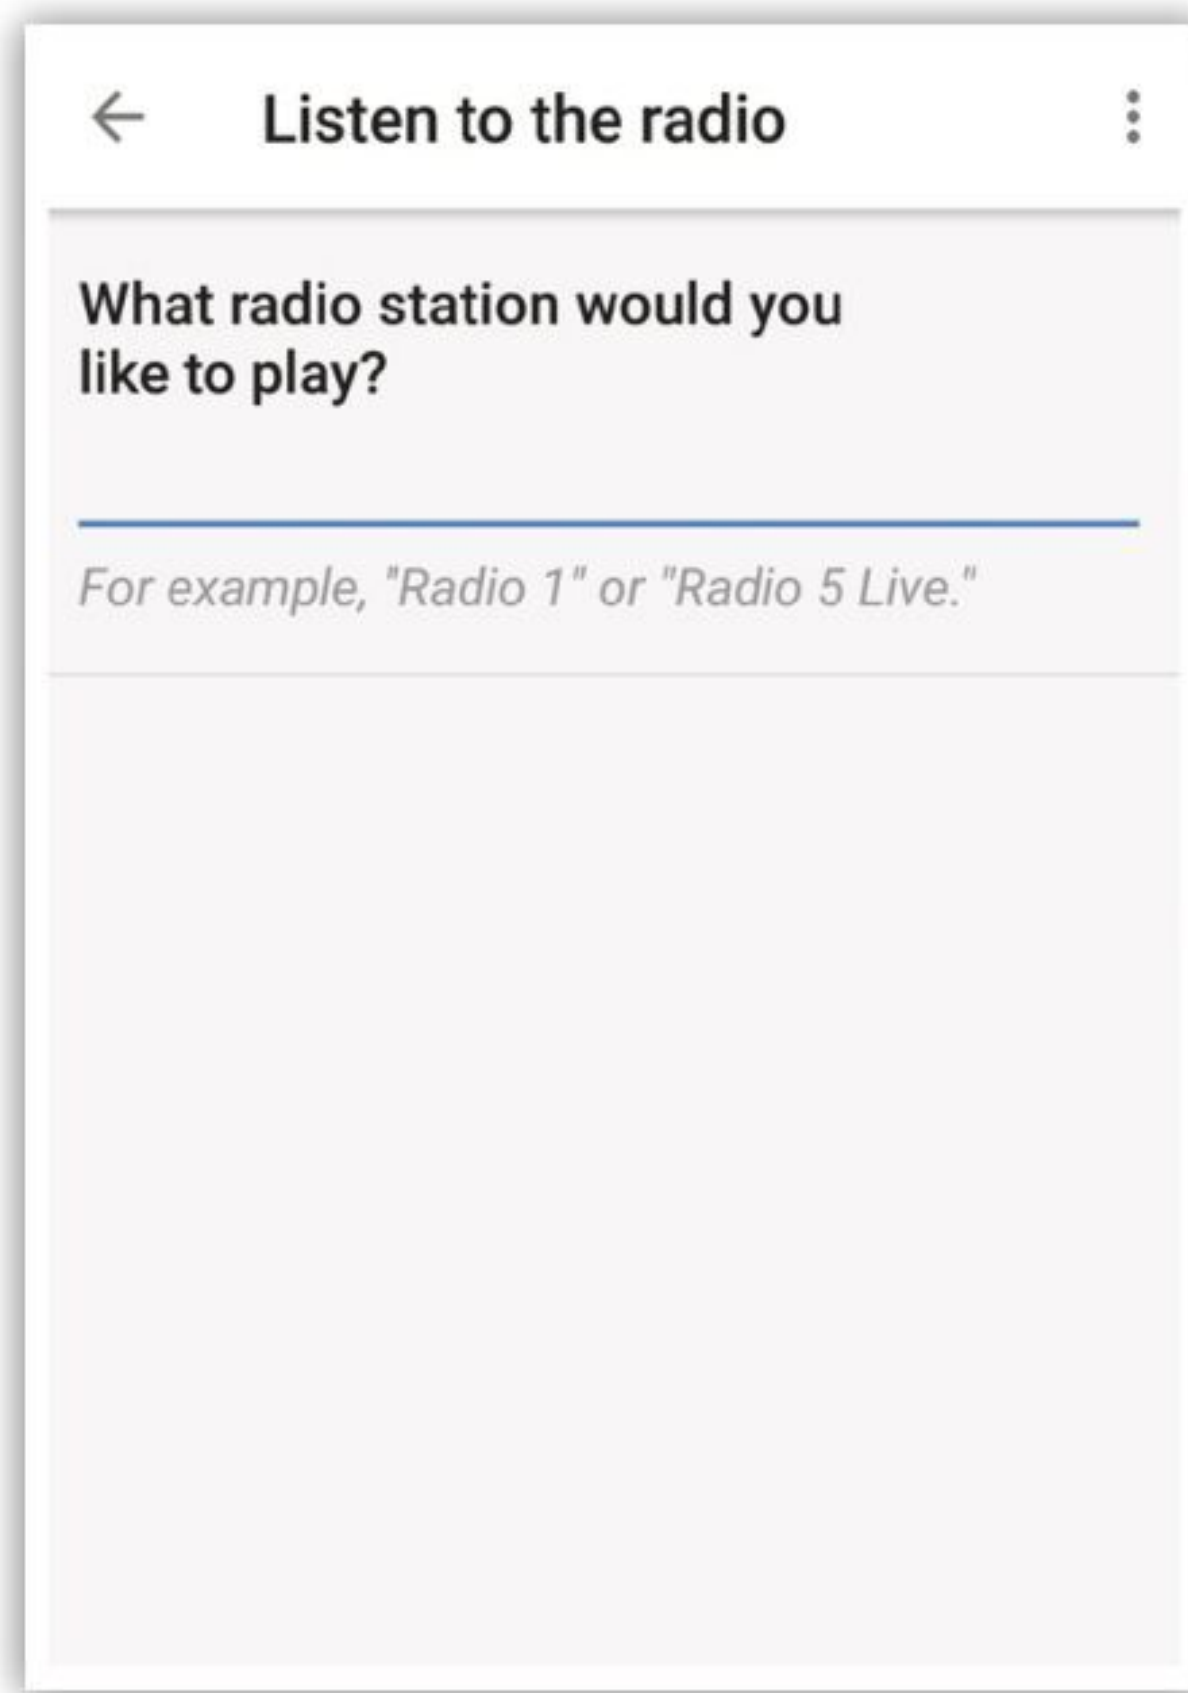 Listen to the radio
What radio station would you
like to play?
For example, "Radio 1" or "Radio 5 Live."